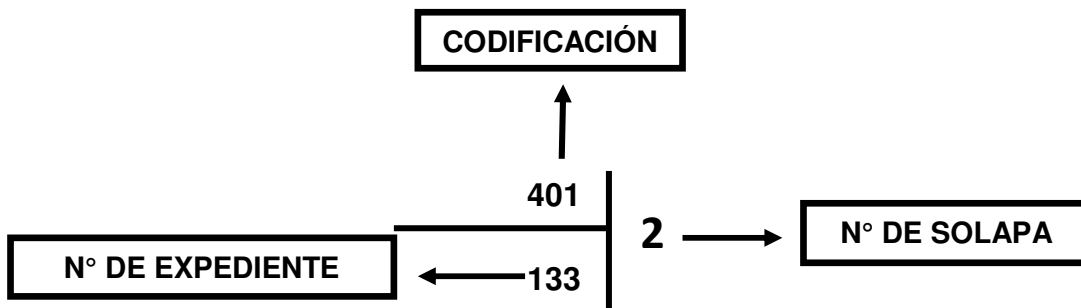 CODIFICACIÓN
401
2
N° DE SOLAPA
N° DE EXPEDIENTE
133